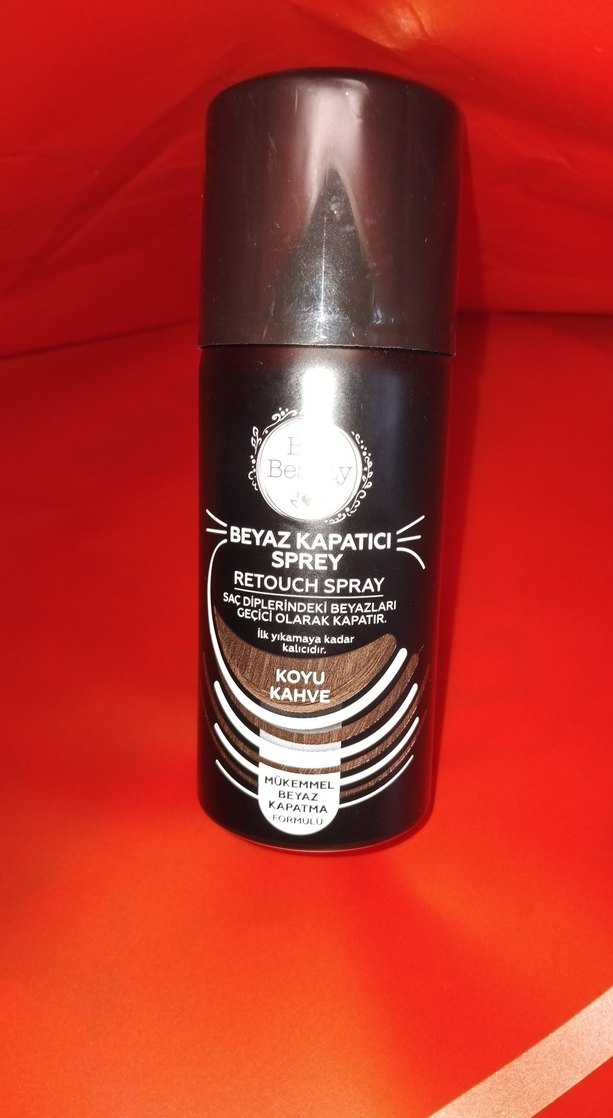 Beauty
BEYAZ KAPATICI
SPREY
RETOUCH SPRAY
SAÇ DİPLERİNDEKİ BEYAZLARI
GEÇİCİ OLARAK KAPATIR.
İlk yıkamaya kadar
kalıcıdır.
KOYU
KAHVE
MÜKEMMEL
BEYAZ
KAPATMA
FORMÜLÜ